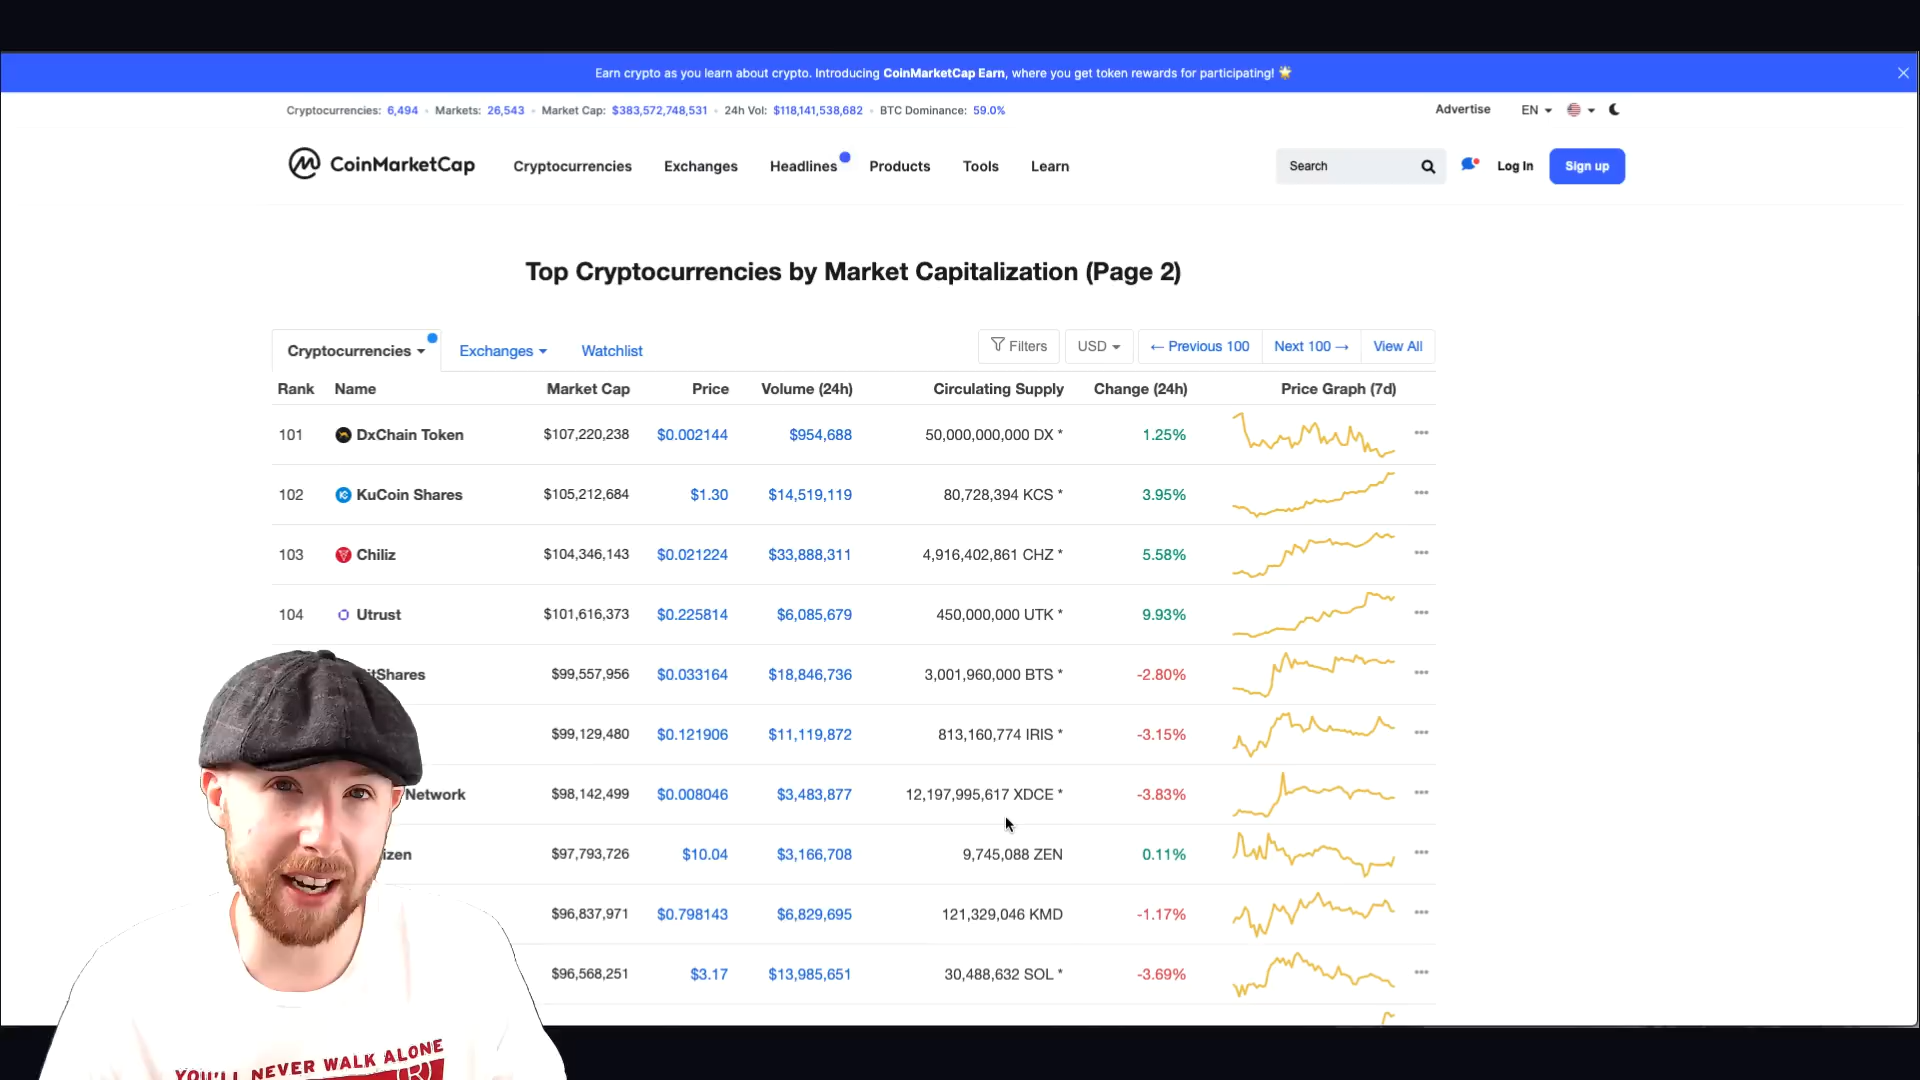 Earn crypto as you learn about crypto. Introducing CoinMarketCap Earn, where you get token rewards for participating! 🌟
Cryptocurrencies: 6,494 • Markets: 26,543 • Market Cap: $383,572,748,531 • 24h Vol: $118,141,538,682 • BTC Dominance: 59.0% Advertise EN
CoinMarketCap Cryptocurrencies Exchanges Headlines Products Tools Learn Search Log In Sign up
Top Cryptocurrencies by Market Capitalization (Page 2)
Cryptocurrencies Exchanges Watchlist Filters USD ← Previous 100 Next 100 → View All
Rank Name Market Cap Price Volume (24h) Circulating Supply Change (24h) Price Graph (7d)
101 DxChain Token $107,220,238 $0.002144 $954,688 50,000,000,000 DX * 1.25%
102 KuCoin Shares $105,212,684 $1.30 $14,519,119 80,728,394 KCS * 3.95%
103 Chiliz $104,346,143 $0.021224 $33,888,311 4,916,402,861 CHZ * 5.58%
104 Utrust $101,616,373 $0.225814 $6,085,679 450,000,000 UTK * 9.93%
itShares $99,557,956 $0.033164 $18,846,736 3,001,960,000 BTS * -2.80%
$99,129,480 $0.121906 $11,119,872 813,160,774 IRIS * -3.15%
Network $98,142,499 $0.008046 $3,483,877 12,197,995,617 XDCE * -3.83%
izen $97,793,726 $10.04 $3,166,708 9,745,088 ZEN 0.11%
$96,837,971 $0.798143 $6,829,695 121,329,046 KMD -1.17%
$96,568,251 $3.17 $13,985,651 30,488,632 SOL * -3.69%
YOU'LL NEVER WALK ALONE